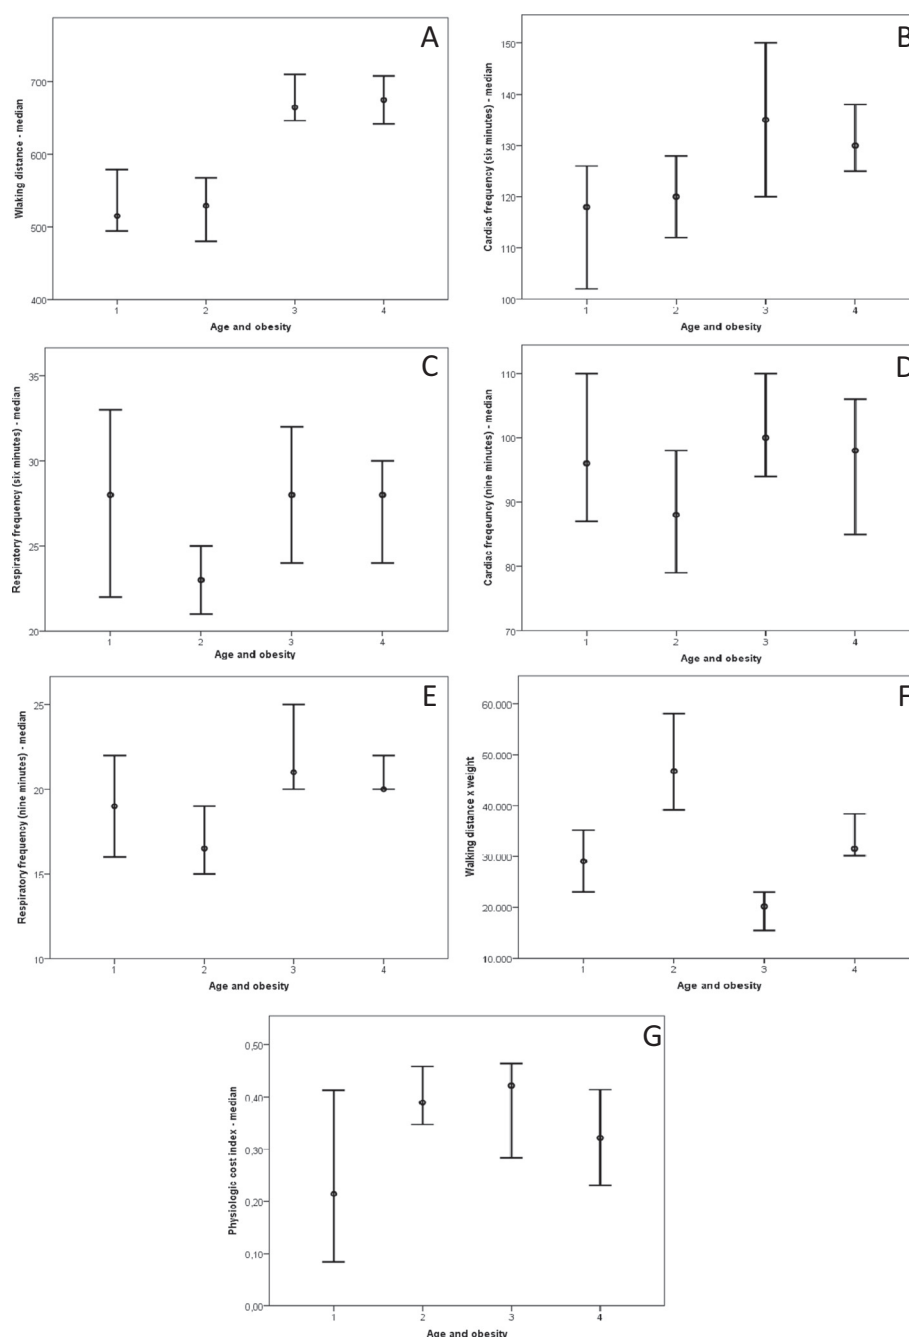 A
Wlaking distance - median
700
600
500
400
1 2 3 4
Age and obesity
B
Cardiac frequency (six minutes) - median
150
140
130
120
110
100
1 2 3 4
Age and obesity
C
Respiratory frequency (six minutes) - median
35
30
25
20
1 2 3 4
Age and obesity
D
Cardiac freqeuncy (nine minutes) - median
110
100
90
80
70
1 2 3 4
Age and obesity
E
Respiratory frequency (nine minutes) - median
25
20
15
10
1 2 3 4
Age and obesity
F
Walking distance x weight
60.000
50.000
40.000
30.000
20.000
10.000
1 2 3 4
Age and obesity
G
Physiologic cost index - median
0,50
0,40
0,30
0,20
0,10
0,00
1 2 3 4
Age and obesity